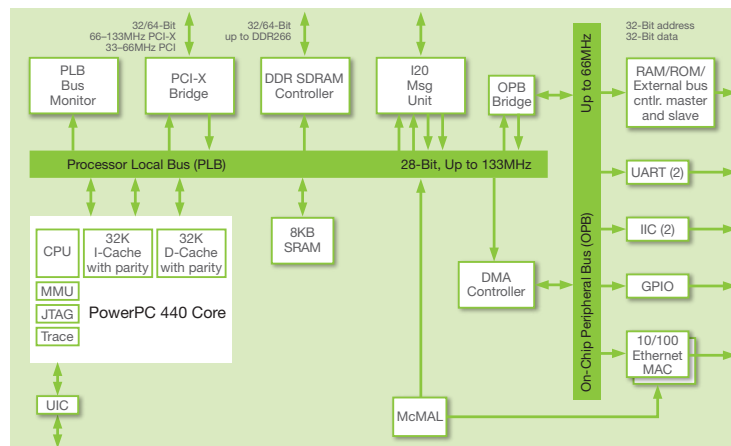 32/64-Bit
66–133MHz PCI-X
33–66MHz PCI
32/64-Bit
up to DDR266
32-Bit address
32-Bit data
PLB
Bus
Monitor
PCI-X
Bridge
DDR SDRAM
Controller
I20
Msg
Unit
OPB
Bridge
Up to 66MHz
RAM/ROM/
External bus
cntlr. master
and slave
Processor Local Bus (PLB)
28-Bit, Up to 133MHz
UART (2)
CPU
32K
I-Cache
with parity
32K
D-Cache
with parity
8KB
SRAM
IIC (2)
On-Chip Peripheral Bus (OPB)
DMA
Controller
GPIO
MMU
JTAG
Trace
PowerPC 440 Core
10/100
Ethernet
MAC
UIC
McMAL